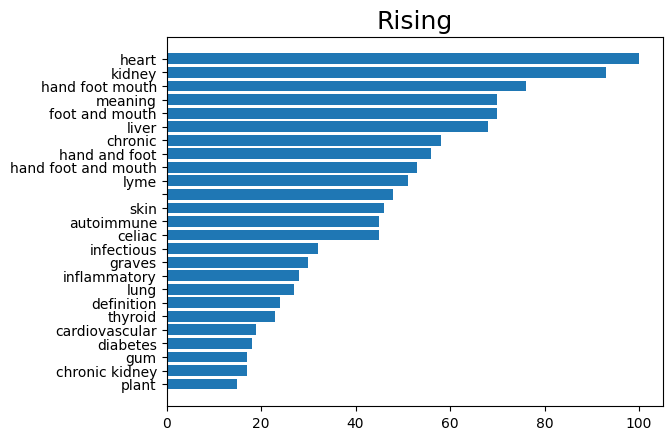 Rising
heart
kidney
hand foot mouth
meaning
foot and mouth
liver
chronic
hand and foot
hand foot and mouth
lyme
skin
autoimmune
celiac
infectious
graves
inflammatory
lung
definition
thyroid
cardiovascular
diabetes
gum
chronic kidney
plant
0 20 40 60 80 100